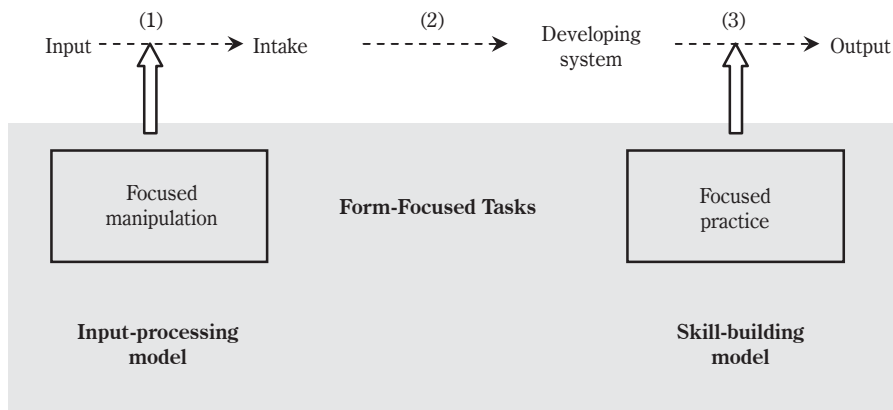 (1)
(2)
(3)
Input
Intake
Developing
system
Output
Focused
manipulation
Form-Focused Tasks
Focused
practice
Input-processing
model
Skill-building
model